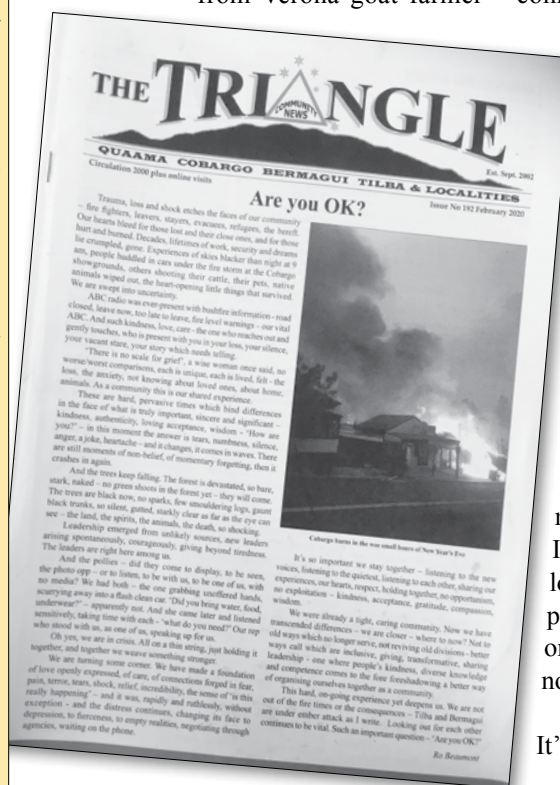 from Verona goat farmer
THE TRIANGLE
COMMUNITY
NEWS
QUAAMA COBARGO BERMAGUI TILBA & LOCALITIES
Est. Sept. 2002
Circulation 2000 plus online visits
Issue No 192 February 2020
Are you OK?
Trauma, loss and shock etches the faces of our community
– fire fighters, leavers, stayers, evacuees, refugees, the bereft.
Our hearts bleed for those lost and their close ones, and for those
hurt and burned. Decades, lifetimes of work, security and dreams
lie crumpled, gone. Experiences of skies blacker than night at 9
am, people huddled in cars under the fire storm at the Cobargo
showgrounds, others shooting their cattle, their pets, native
animals wiped out, the heart-opening little things that survived.
We are swept into uncertainty.
ABC radio was ever-present with bushfire information - road
closed, leave now, too late to leave, fire level warnings - our vital
ABC. And such kindness, love, care - the one who reaches out and
gently touches, who is present with you in your loss, your silence,
your vacant stare, your story which needs telling.
"There is no scale for grief", a wise woman once said, no
worse/worst comparisons, each is unique, each is lived, felt - the
loss, the anxiety, not knowing about loved ones, about home,
animals. As a community this is our shared experience.
These are hard, pervasive times which bind differences
in the face of what is truly important, sincere and significant –
kindness, authenticity, loving acceptance, wisdom - "How are
you?" – in this moment the answer is tears, numbness, silence,
anger, a joke, heartache - and it changes, it comes in waves. There
are still moments of non-belief, of momentary forgetting, then it
crashes in again.
And the trees keep falling. The forest is devastated, so bare,
stark, naked – no green shoots in the forest yet – they will come.
The trees are black now, no sparks, few smouldering logs, gaunt
black trunks, so silent, gutted, starkly clear as far as the eye can
see – the land, the spirits, the animals, the death, so shocking.
Leadership emerged from unlikely sources, new leaders
arising spontaneously, courageously, giving beyond tiredness.
The leaders are right here among us.
And the pollies - did they come to display, to be seen,
the photo opp – or to listen, to be with us, to be one of us, with
no media? We had both – the one grabbing unoffered hands,
scurrying away into a flash clean car. 'Did you bring water, food,
underwear?' – apparently not. And the came later and listened
sensitively, taking time with each - 'what do you need?' Our rep
who stood with us, as one of us, speaking up for us.
Oh yes, we are in crisis. All on a thin string, just holding it
together, and together we weave something stronger.
We are turning some corner. We have made a foundation
of love openly expressed, of care, of connections forged in fear,
pain, terror, tears, shock, relief, incredibility, the sense of 'is this
really happening' – and it was, rapidly and ruthlessly, without
exception - and the distress continues, changing its face to
depression, to fierceness, to empty realities, negotiating through
agencies, waiting on the phone.
Cobargo burns in the wee small hours of New Year's Eve
It's so important we stay together – listening to the new
voices, listening to the quietest, listening to each other, sharing our
experiences, our hearts, respect, holding together, no opportunism,
no exploitation – kindness, acceptance, gratitude, compassion,
wisdom.
We were already a tight, caring community. Now we have
transcended differences – we are closer – where to now? Not to
old ways which no longer serve, not reviving old divisions - better
ways call which are inclusive, giving, transformative, sharing
leadership - one where people's kindness, diverse knowledge
and competence comes to the fore foreshadowing a better way
of organising ourselves together as a community.
This hard, on-going experience yet deepens us. We are not
out of the fire times or the consequences - Tilba and Bermagui
are under ember attack as I write. Looking out for each other
continues to be vital. Such an important question – "Are you OK?"
Ro Beaumont
It's